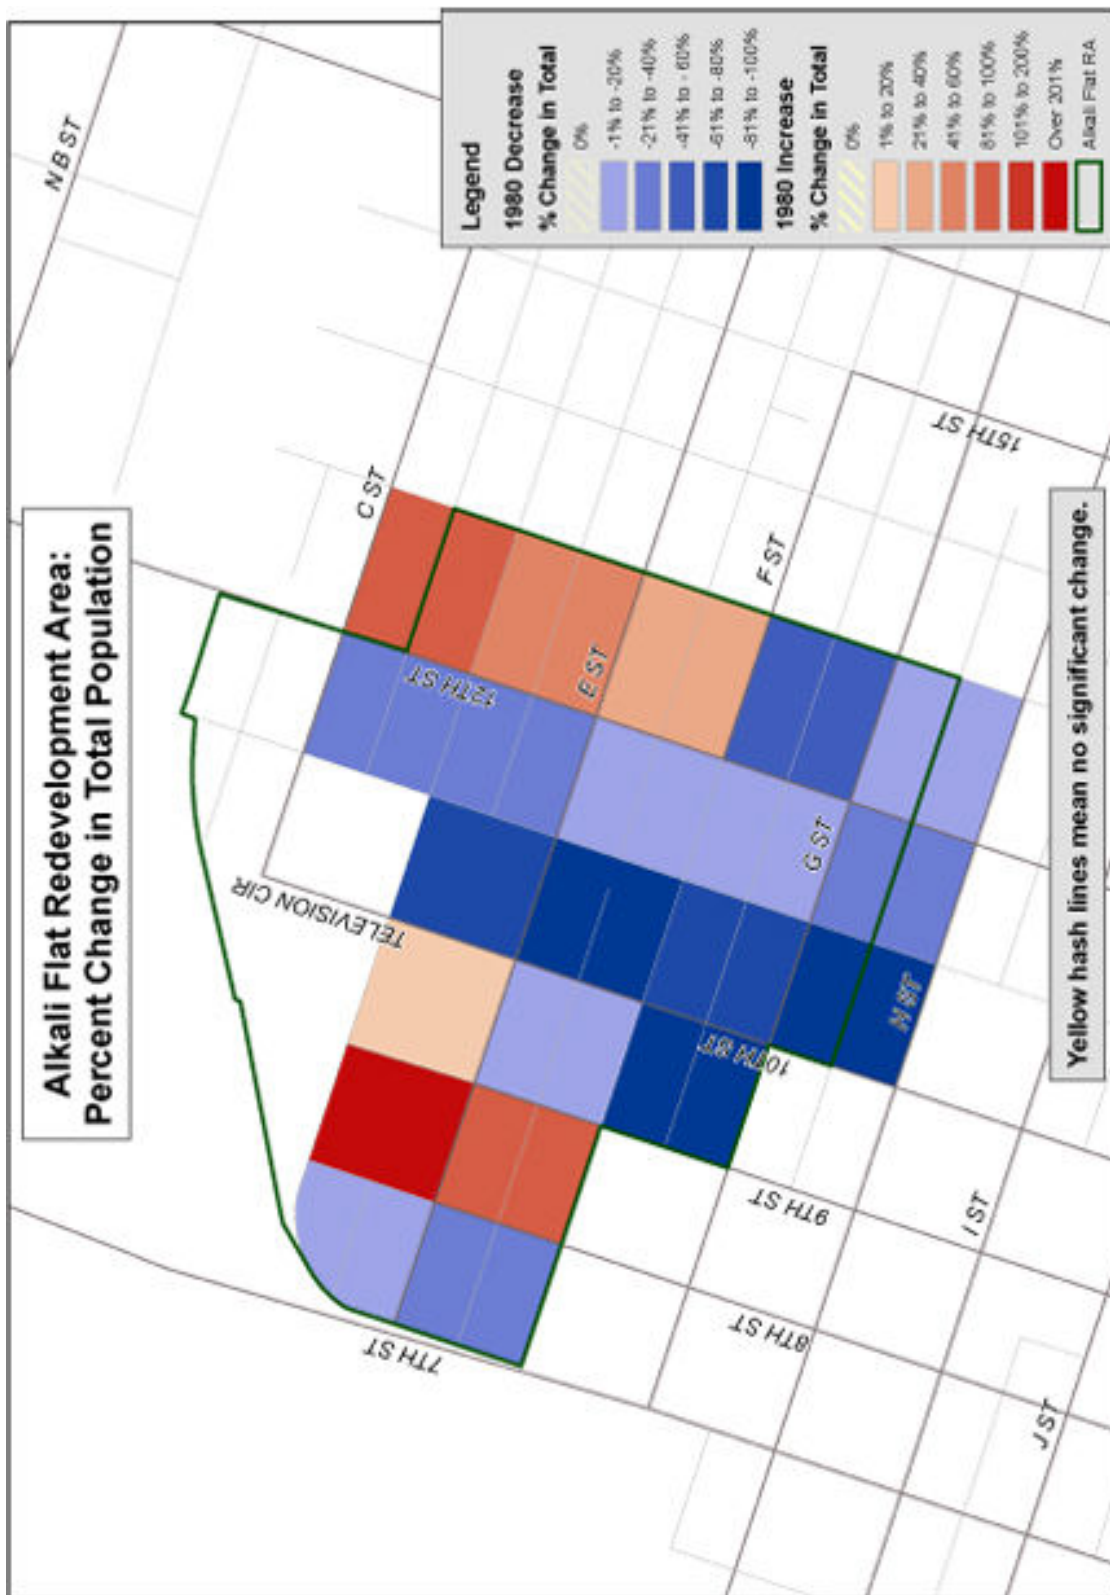 Alkali Flat Redevelopment Area:
Percent Change in Total Population
N B ST
C ST
12TH ST
E ST
F ST
15TH ST
TELEVISION CIR
G ST
10TH ST
H ST
7TH ST
9TH ST
8TH ST
I ST
J ST
Legend
1980 Decrease
% Change in Total
0%
-1% to -20%
-21% to -40%
-41% to - 60%
-61% to -80%
-81% to -100%
1980 Increase
% Change in Total
0%
1% to 20%
21% to 40%
41% to 60%
81% to 100%
101% to 200%
Over 201%
Alkali Flat RA
Yellow hash lines mean no significant change.